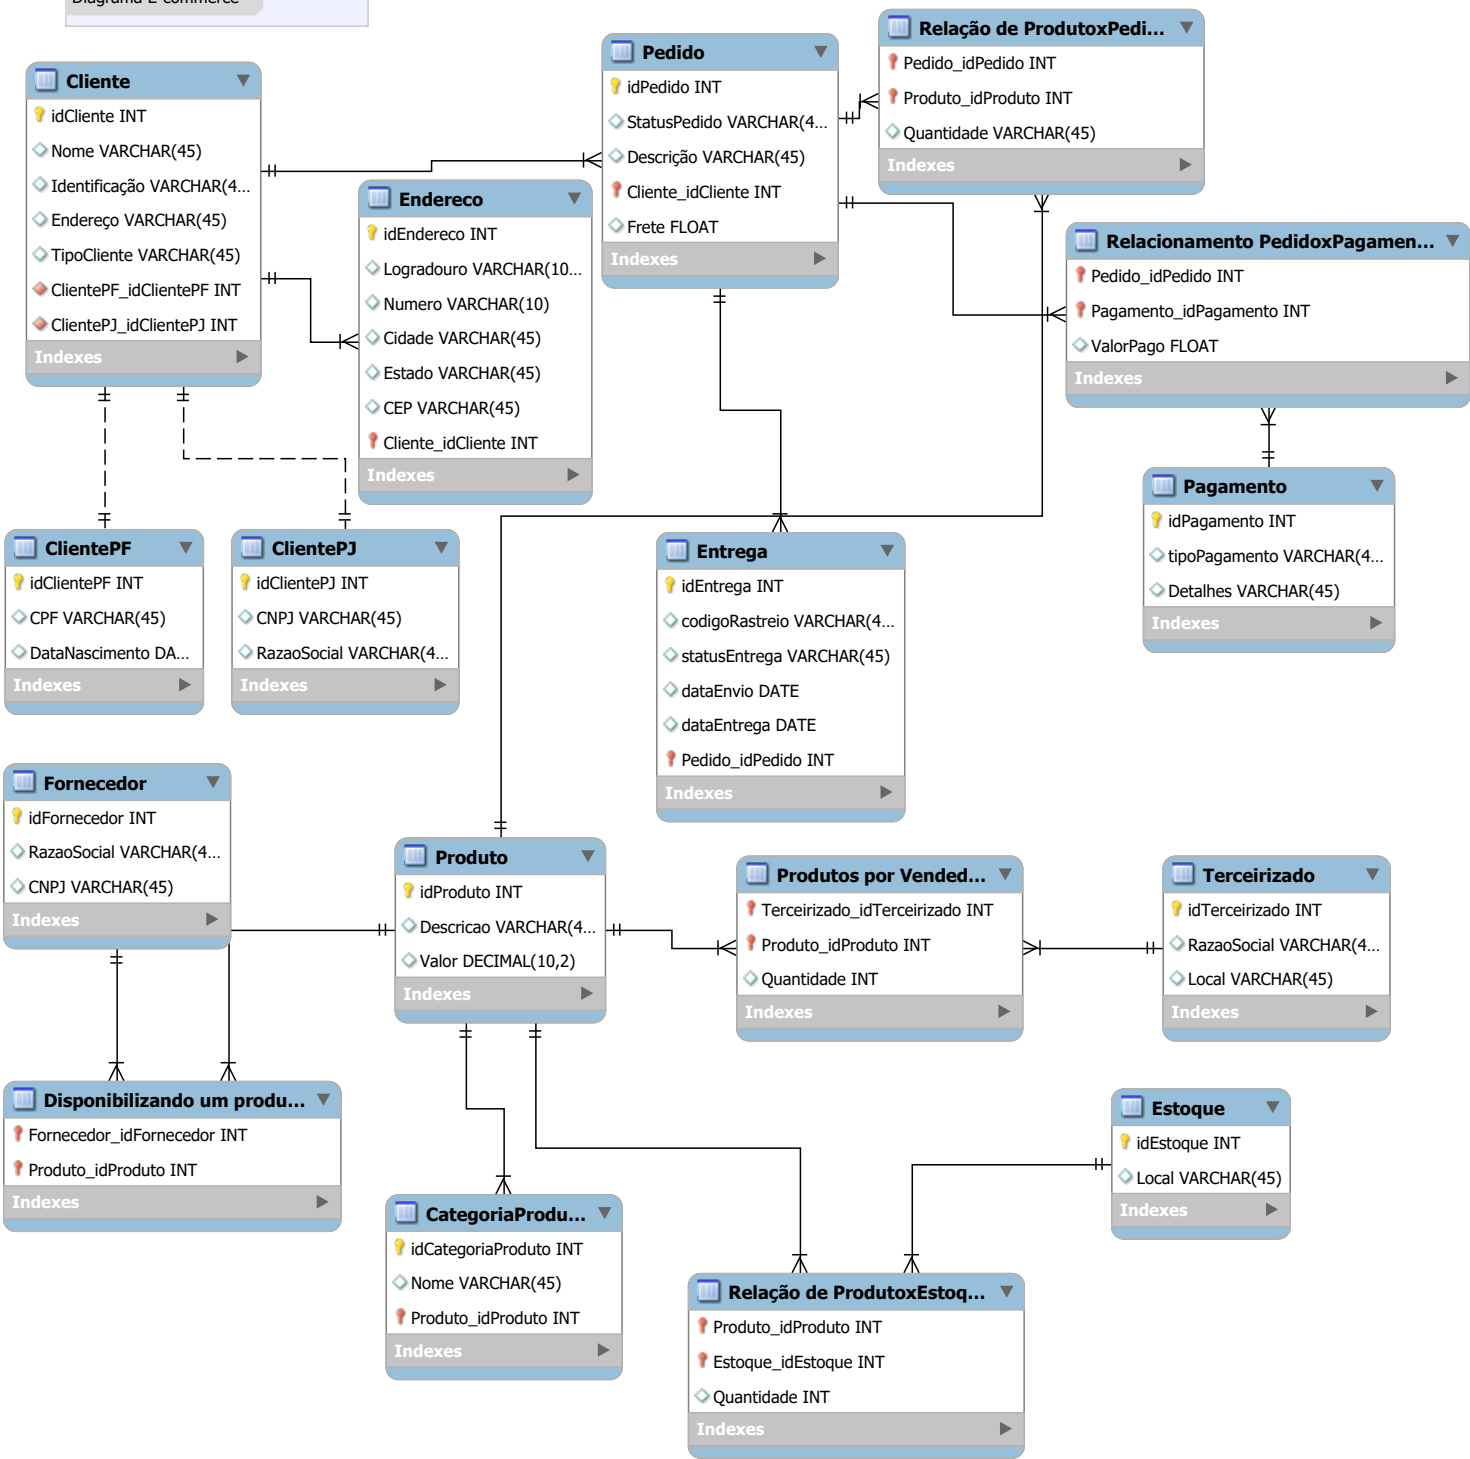 Diagrama E-commerce
Cliente
idCliente INT
Nome VARCHAR(45)
Identificação VARCHAR(4...
Endereço VARCHAR(45)
TipoCliente VARCHAR(45)
ClientePF_idClientePF INT
ClientePJ_idClientePJ INT
Indexes
Endereco
idEndereco INT
Logradouro VARCHAR(10...
Numero VARCHAR(10)
Cidade VARCHAR(45)
Estado VARCHAR(45)
CEP VARCHAR(45)
Cliente_idCliente INT
Indexes
Pedido
idPedido INT
StatusPedido VARCHAR(4...
Descrição VARCHAR(45)
Cliente_idCliente INT
Frete FLOAT
Indexes
Relação de ProdutoxPedi...
Pedido_idPedido INT
Produto_idProduto INT
Quantidade VARCHAR(45)
Indexes
Relacionamento PedidoxPagamen...
Pedido_idPedido INT
Pagamento_idPagamento INT
ValorPago FLOAT
Indexes
Pagamento
idPagamento INT
tipoPagamento VARCHAR(4...
Detalhes VARCHAR(45)
Indexes
ClientePF
idClientePF INT
CPF VARCHAR(45)
DataNascimento DA...
Indexes
ClientePJ
idClientePJ INT
CNPJ VARCHAR(45)
RazaoSocial VARCHAR(4...
Indexes
Entrega
idEntrega INT
codigoRastreio VARCHAR(4...
statusEntrega VARCHAR(45)
dataEnvio DATE
dataEntrega DATE
Pedido_idPedido INT
Indexes
Fornecedor
idFornecedor INT
RazaoSocial VARCHAR(4...
CNPJ VARCHAR(45)
Indexes
Produto
idProduto INT
Descricao VARCHAR(4...
Valor DECIMAL(10,2)
Indexes
Produtos por Vended...
Terceirizado_idTerceirizado INT
Produto_idProduto INT
Quantidade INT
Indexes
Terceirizado
idTerceirizado INT
RazaoSocial VARCHAR(4...
Local VARCHAR(45)
Indexes
Disponibilizando um produ...
Fornecedor_idFornecedor INT
Produto_idProduto INT
Indexes
CategoriaProdu...
idCategoriaProduto INT
Nome VARCHAR(45)
Produto_idProduto INT
Indexes
Estoque
idEstoque INT
Local VARCHAR(45)
Indexes
Relação de ProdutoxEstoq...
Produto_idProduto INT
Estoque_idEstoque INT
Quantidade INT
Indexes